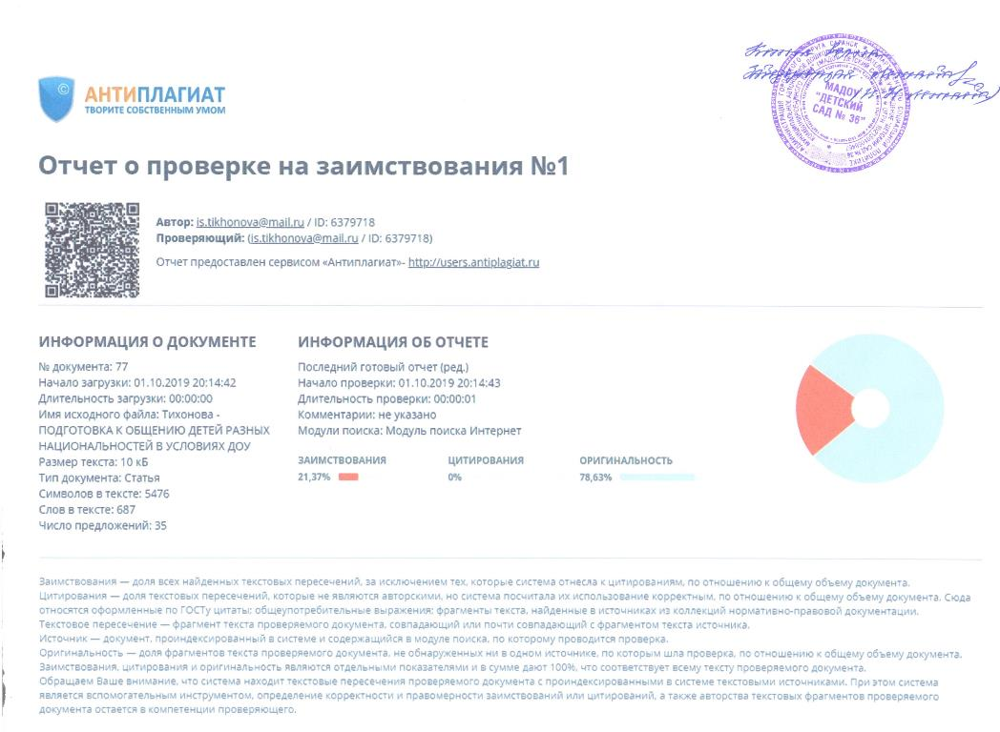 ©
АНТИПЛАГИАТ
ТВОРИТЕ СОБСТВЕННЫМ УМОМ
МАДОУ
"ДЕТСКИЙ
САД № 36"
Отчет о проверке на заимствования №1
Автор: is.tikhonova@mail.ru / ID: 6379718
Проверяющий: (is.tikhonova@mail.ru / ID: 6379718)
Отчет предоставлен сервисом «Антиплагиат»- http://users.antiplagiat.ru
ИНФОРМАЦИЯ О ДОКУМЕНТЕ
№ документа: 77
Начало загрузки: 01.10.2019 20:14:42
Длительность загрузки: 00:00:00
Имя исходного файла: Тихонова -
ПОДГОТОВКА К ОБЩЕНИЮ ДЕТЕЙ РАЗНЫХ
НАЦИОНАЛЬНОСТЕЙ В УСЛОВИЯХ ДОУ
Размер текста: 10 кБ
Тип документа: Статья
Символов в тексте: 5476
Слов в тексте: 687
Число предложений: 35
ИНФОРМАЦИЯ ОБ ОТЧЕТЕ
Последний готовый отчет (ред.)
Начало проверки: 01.10.2019 20:14:43
Длительность проверки: 00:00:01
Комментарии: не указано
Модули поиска: Модуль поиска Интернет
ЗАИМСТВОВАНИЯ
21,37%
ЦИТИРОВАНИЯ
0%
ОРИГИНАЛЬНОСТЬ
78,63%
Заимствования — доля всех найденных текстовых пересечений, за исключением тех, которые система отнесла к цитированиям, по отношению к общему объему документа.
Цитирования — доля текстовых пересечений, которые не являются авторскими, но система посчитала их использование корректным, по отношению к общему объему документа. Сюда
относятся оформленные по ГОСТу цитаты; общеупотребительные выражения; фрагменты текста, найденные в источниках из коллекций нормативно-правовой документации.
Текстовое пересечение — фрагмент текста проверяемого документа, совпадающий или почти совпадающий с фрагментом текста источника.
Источник — документ, проиндексированный в системе и содержащийся в модуле поиска, по которому проводится проверка.
Оригинальность — доля фрагментов текста проверяемого документа, не обнаруженных ни в одном источнике, по которым шла проверка, по отношению к общему объему документа.
Заимствования, цитирования и оригинальность являются отдельными показателями и в сумме дают 100%, что соответствует всему тексту проверяемого документа.
Обращаем Ваше внимание, что система находит текстовые пересечения проверяемого документа с проиндексированными в системе текстовыми источниками. При этом система
является вспомогательным инструментом, определение корректности и правомерности заимствований или цитирований, а также авторства текстовых фрагментов проверяемого
документа остается в компетенции проверяющего.